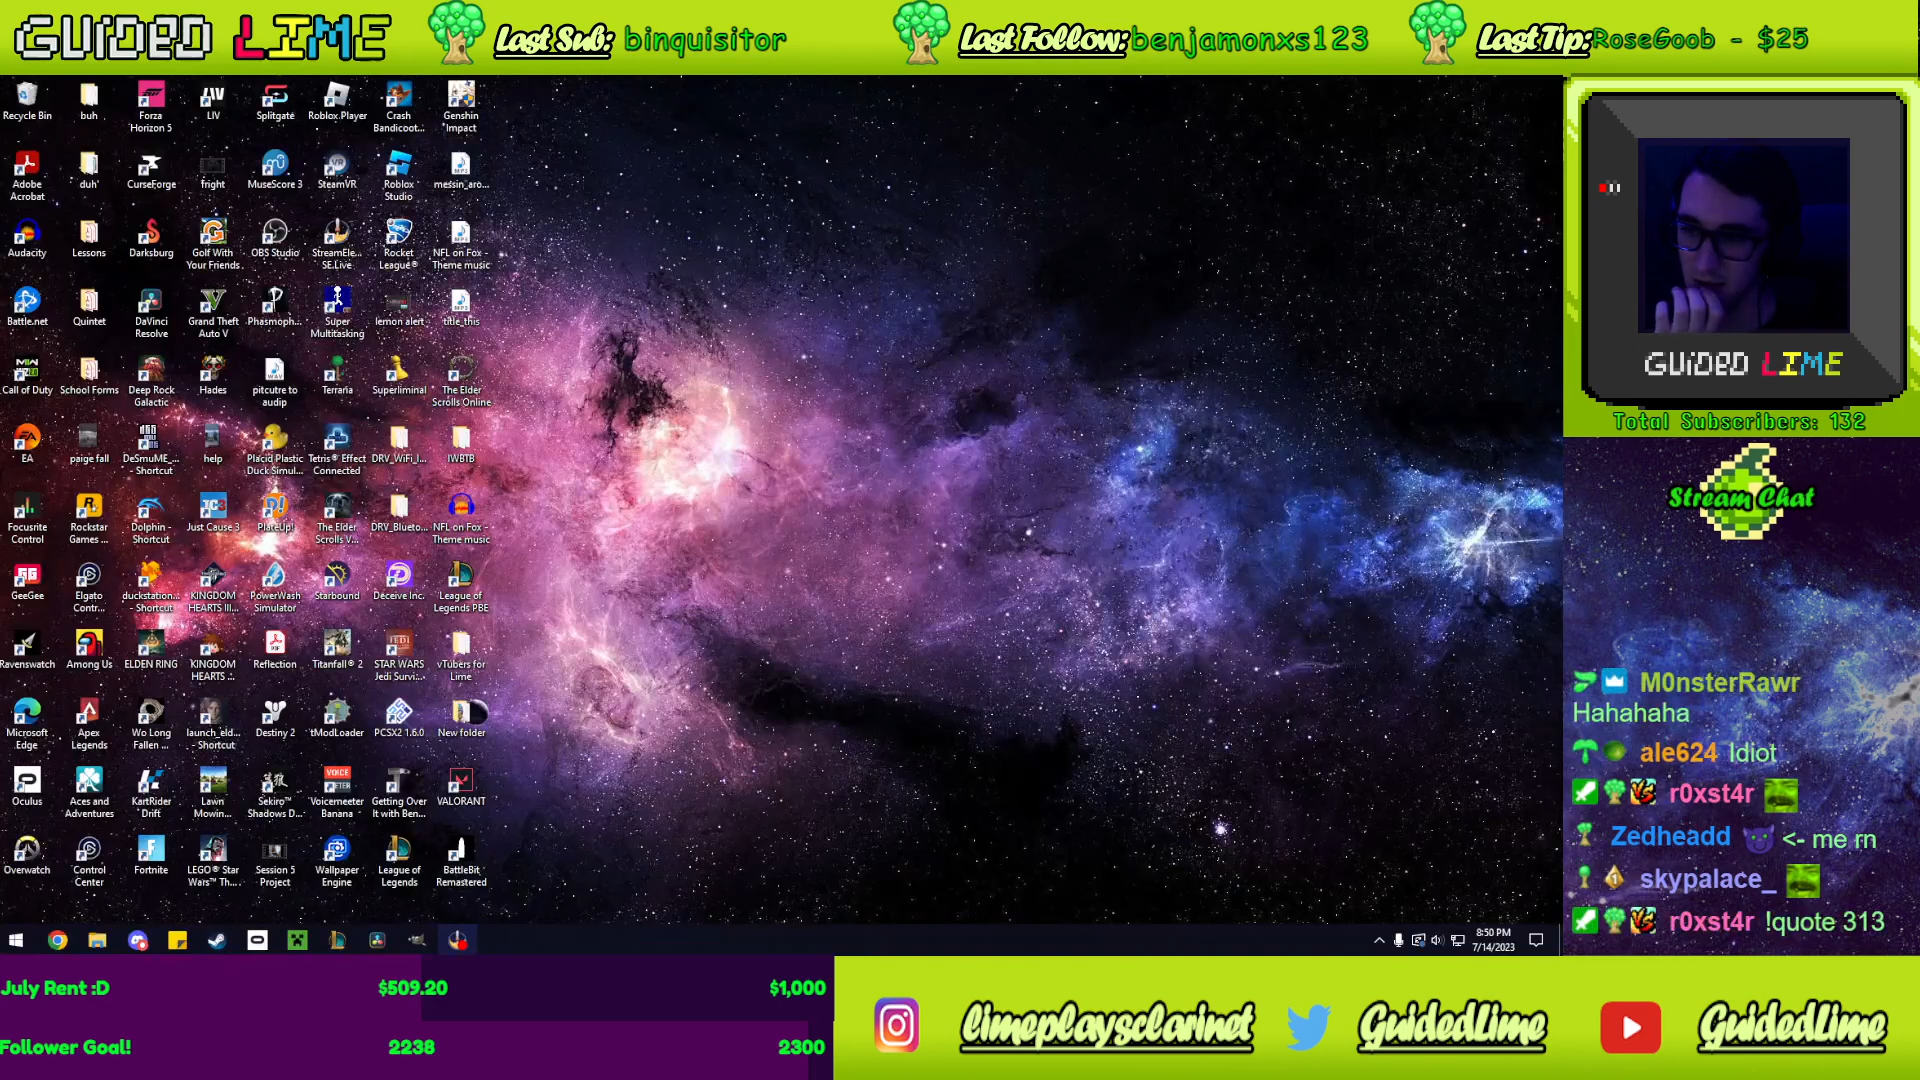 GUIDED LIME
Last Sub: binquisitor
Last Follow: benjamonxs123
Last Tip: RoseGoob - $25
Recycle Bin
buh
Forza
Horizon 5
LIV
Splitgate
Roblox Player
Crash
Bandicoot...
Genshin
Impact
Adobe
Acrobat
duh'
CurseForge
fright
MuseScore 3
SteamVR
Roblox
Studio
messin_aro...
Audacity
Lessons
Darksburg
Golf With
Your Friends
OBS Studio
StreamEle...
SE.Live
Rocket
League®
NFL on Fox -
Theme music
Battle.net
Quintet
DaVinci
Resolve
Grand Theft
Auto V
Phasmoph...
Super
Multitasking
lemon alert
title_this
Call of Duty
School Forms
Deep Rock
Galactic
Hades
pitcutre to
audip
Terraria
Superliminal
The Elder
Scrolls Online
EA
paige fall
DeSmuME_...
- Shortcut
help
Placid Plastic
Duck Simul...
Tetris® Effect
Connected
DRV_WiFi_I...
IWBTB
Focusrite
Control
Rockstar
Games ...
Dolphin -
Shortcut
Just Cause 3
PlateUp!
The Elder
Scrolls V...
DRV_Blueto...
NFL on Fox -
Theme music
GeeGee
Elgato
Contr...
duckstation...
- Shortcut
KINGDOM
HEARTS III...
PowerWash
Simulator
Starbound
Deceive Inc.
League of
Legends PBE
Ravenswatch
Among Us
ELDEN RING
KINGDOM
HEARTS ...
Reflection
Titanfall® 2
STAR WARS
Jedi Survi...
vTubers for
Lime
Microsoft
Edge
Apex
Legends
Wo Long
Fallen ...
launch_eld...
- Shortcut
Destiny 2
tModLoader
PCSX2 1.6.0
New folder
Oculus
Aces and
Adventures
KartRider
Drift
Lawn
Mowin...
Sekiro™
Shadows D...
Voicemeeter
Banana
Getting Over
It with Ben...
VALORANT
Overwatch
Control
Center
Fortnite
LEGO® Star
Wars™ Th...
Session 5
Project
Wallpaper
Engine
League of
Legends
BattleBit
Remastered
8:50 PM
7/14/2023
GUIDED LIME
Total Subscribers: 132
Stream Chat
M0nsterRawr
Hahahaha
ale624 Idiot
r0xst4r
Zedheadd <- me rn
skypalace_
r0xst4r !quote 313
July Rent :D $509.20 $1,000
Follower Goal! 2238 2300
limeplaysclarinet
GuidedLime
GuidedLime